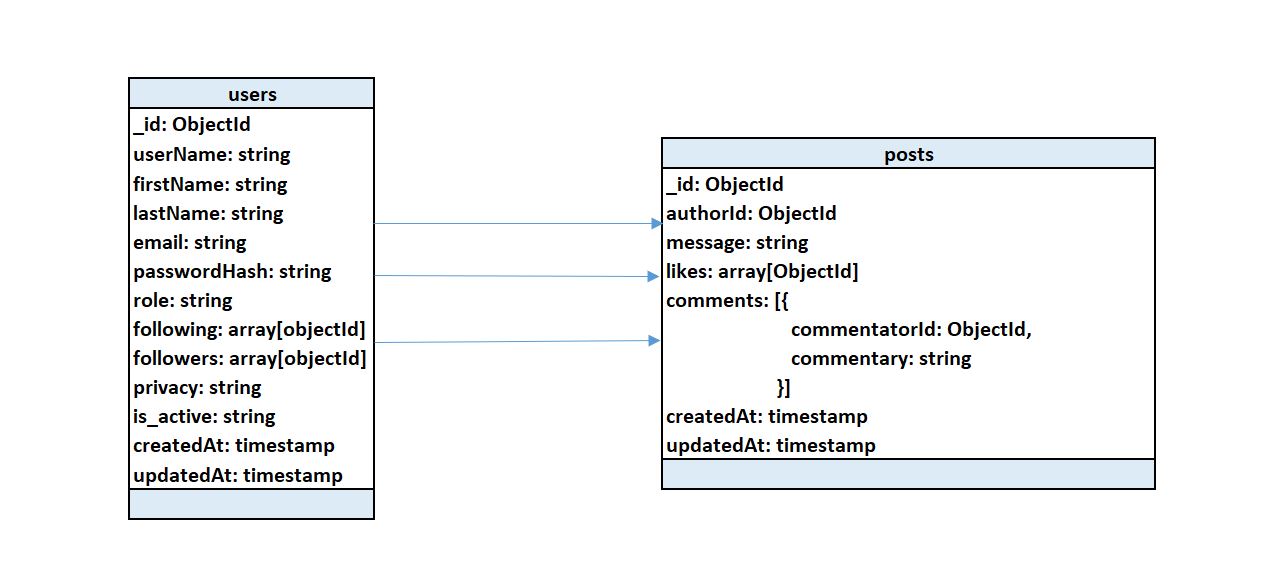 users
_id: ObjectId
userName: string
firstName: string
lastName: string
email: string
passwordHash: string
role: string
following: array[objectId]
followers: array[objectId]
privacy: string
is_active: string
createdAt: timestamp
updatedAt: timestamp
posts
_id: ObjectId
authorId: ObjectId
message: string
likes: array[ObjectId]
comments: [{
commentatorId: ObjectId,
commentary: string
}]
createdAt: timestamp
updatedAt: timestamp